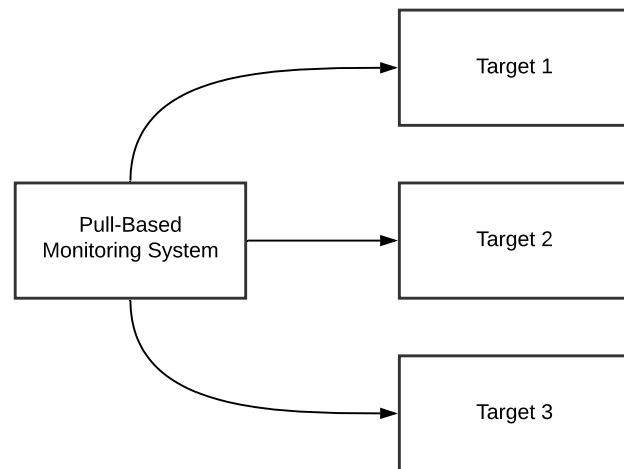 Target 1
Pull-Based
Monitoring System
Target 2
Target 3